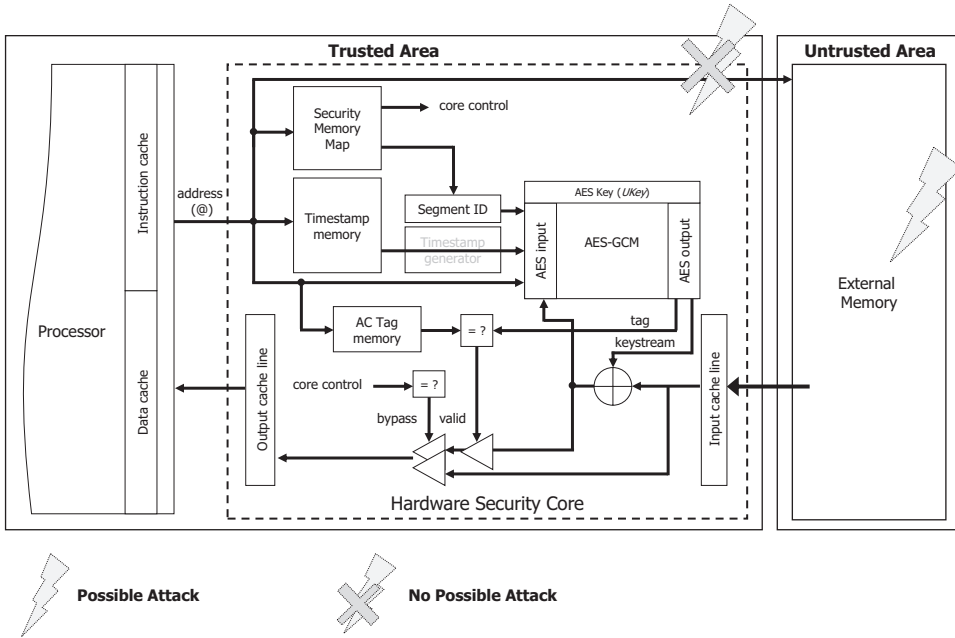 Trusted Area
Untrusted Area
Processor
Instruction cache
Data cache
address
(@)
Security
Memory
Map
core control
Timestamp
memory
Segment ID
Timestamp
generator
AES Key (UKey)
AES input
AES-GCM
AES output
External
Memory
AC Tag
memory
= ?
tag
keystream
core control
= ?
bypass
valid
Output cache line
Input cache line
Hardware Security Core
Possible Attack
No Possible Attack